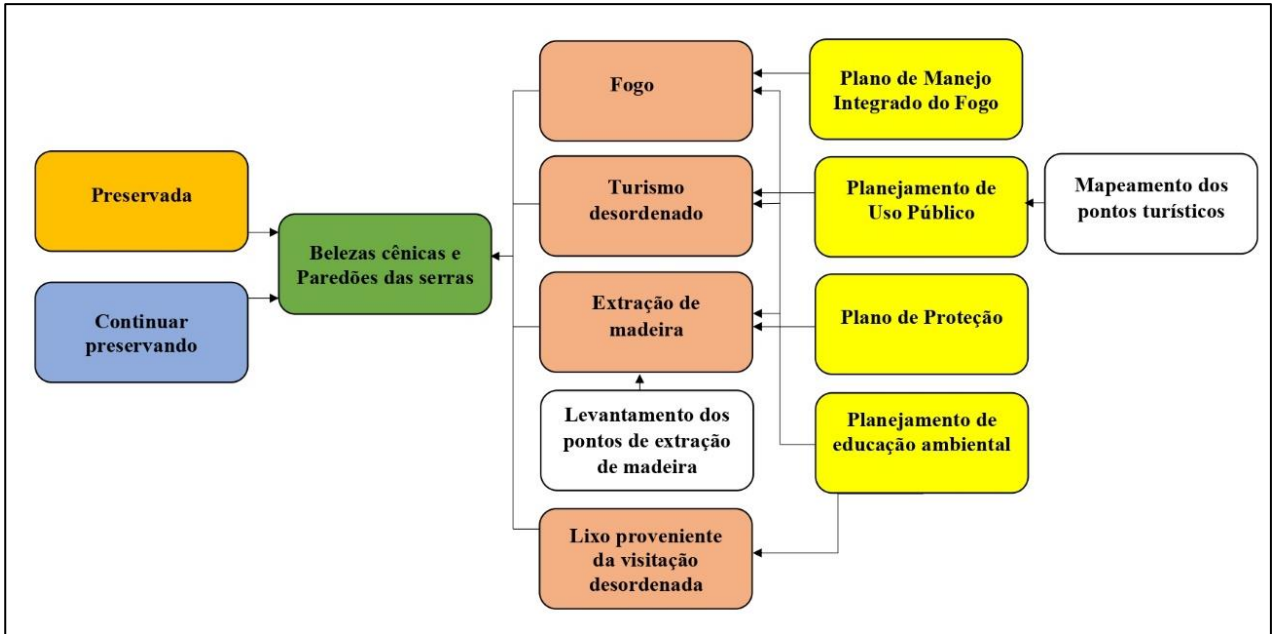 Preservada
Continuar
preservando
Belezas cênicas e
Paredões das serras
Fogo
Turismo
desordenado
Extração de
madeira
Levantamento dos
pontos de extração
de madeira
Lixo proveniente
da visitação
desordenada
Plano de Manejo
Integrado do Fogo
Planejamento de
Uso Público
Plano de Proteção
Planejamento de
educação ambiental
Mapeamento dos
pontos turísticos